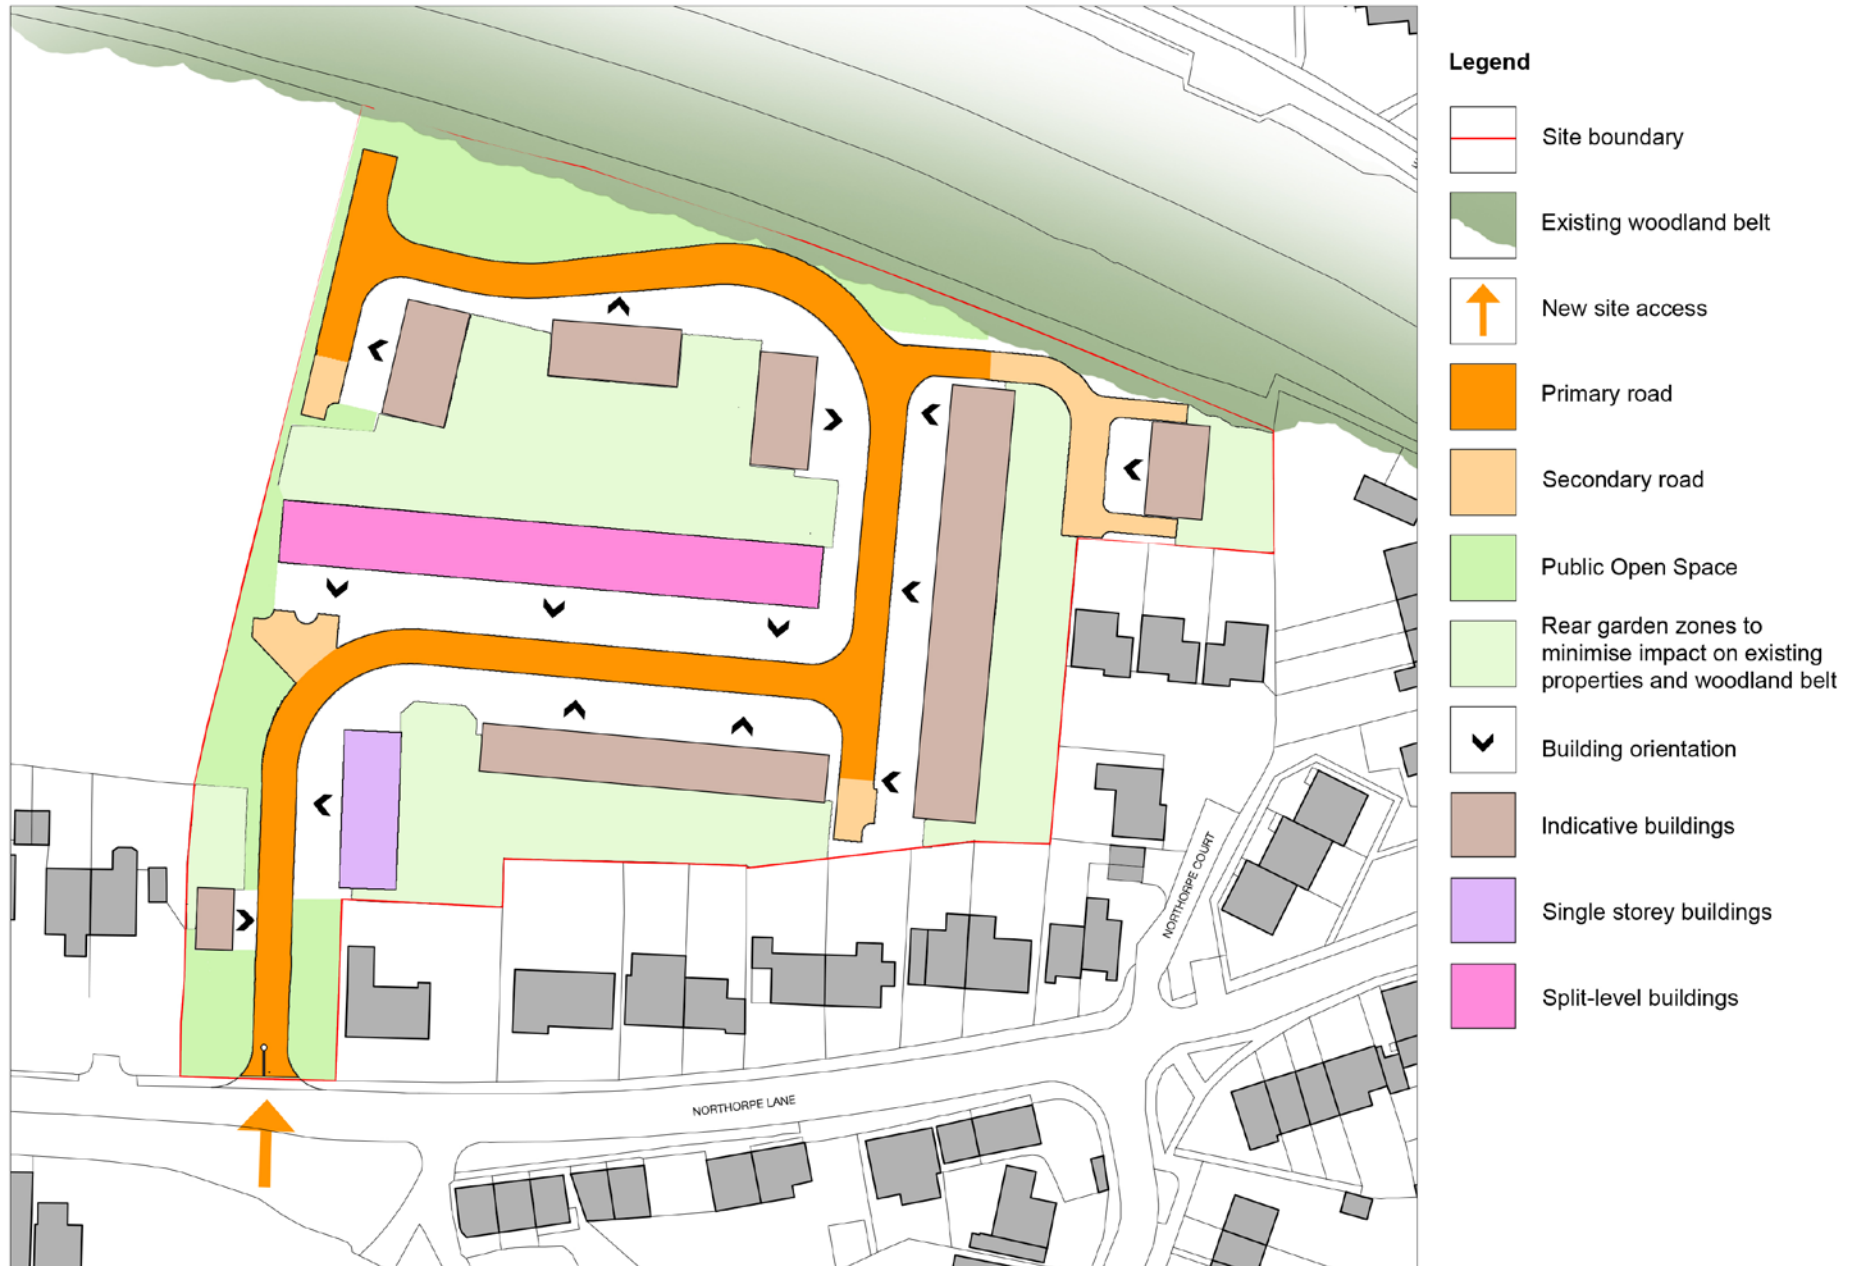 Legend
Site boundary
Existing woodland belt
New site access
Primary road
Secondary road
Public Open Space
Rear garden zones to
minimise impact on existing
properties and woodland belt
Building orientation
Indicative buildings
Single storey buildings
Split-level buildings
NORTHORPE COURT
NORTHORPE LANE